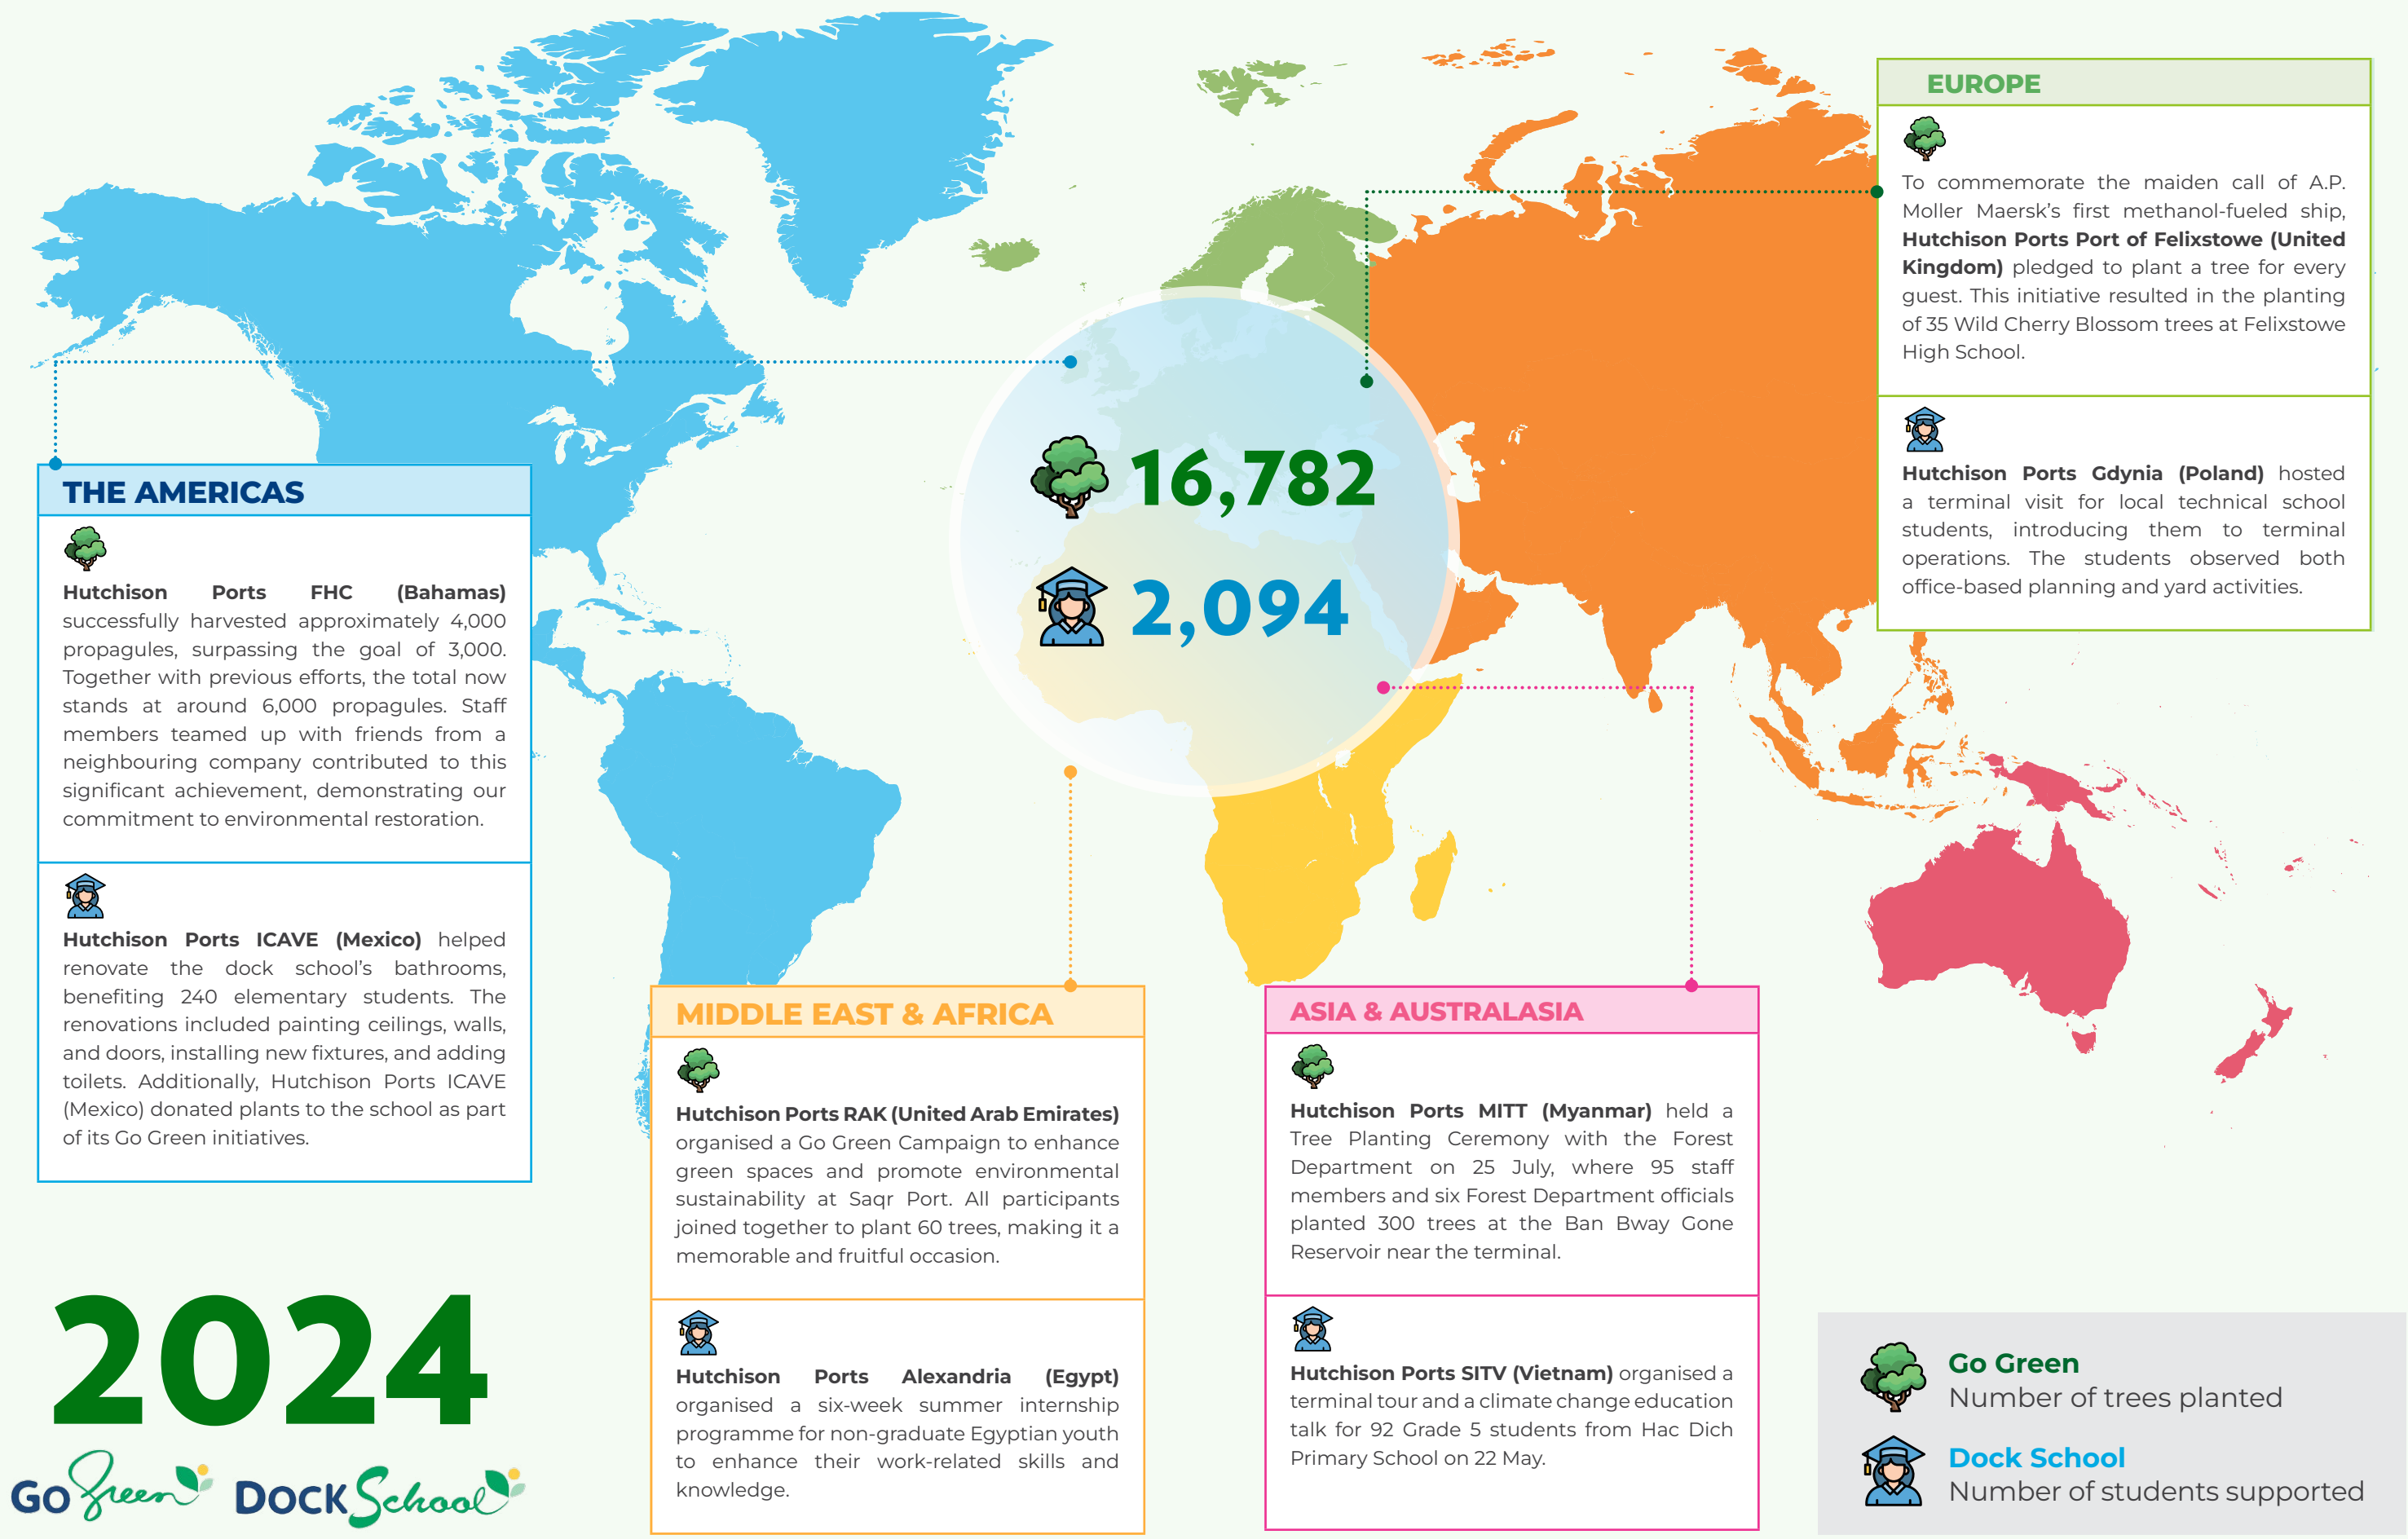 EUROPE
To commemorate the maiden call of A.P.
Moller Maersk's first methanol-fueled ship,
Hutchison Ports Port of Felixstowe (United
Kingdom) pledged to plant a tree for every
guest. This initiative resulted in the planting
of 35 Wild Cherry Blossom trees at Felixstowe
High School.
Hutchison Ports Gdynia (Poland) hosted
a terminal visit for local technical school
students, introducing them to terminal
operations. The students observed both
office-based planning and yard activities.
16,782
2,094
THE AMERICAS
Hutchison Ports FHC (Bahamas)
successfully harvested approximately 4,000
propagules, surpassing the goal of 3,000.
Together with previous efforts, the total now
stands at around 6,000 propagules. Staff
members teamed up with friends from a
neighbouring company contributed to this
significant achievement, demonstrating our
commitment to environmental restoration.
Hutchison Ports ICAVE (Mexico) helped
renovate the dock school's bathrooms,
benefiting 240 elementary students. The
renovations included painting ceilings, walls,
and doors, installing new fixtures, and adding
toilets. Additionally, Hutchison Ports ICAVE
(Mexico) donated plants to the school as part
of its Go Green initiatives.
MIDDLE EAST & AFRICA
Hutchison Ports RAK (United Arab Emirates)
organised a Go Green Campaign to enhance
green spaces and promote environmental
sustainability at Saqr Port. All participants
joined together to plant 60 trees, making it a
memorable and fruitful occasion.
Hutchison Ports Alexandria (Egypt)
organised a six-week summer internship
programme for non-graduate Egyptian youth
to enhance their work-related skills and
knowledge.
ASIA & AUSTRALASIA
Hutchison Ports MITT (Myanmar) held a
Tree Planting Ceremony with the Forest
Department on 25 July, where 95 staff
members and six Forest Department officials
planted 300 trees at the Ban Bway Gone
Reservoir near the terminal.
Hutchison Ports SITV (Vietnam) organised a
terminal tour and a climate change education
talk for 92 Grade 5 students from Hac Dich
Primary School on 22 May.
2024
GO Green DOCK School
Go Green
Number of trees planted
Dock School
Number of students supported